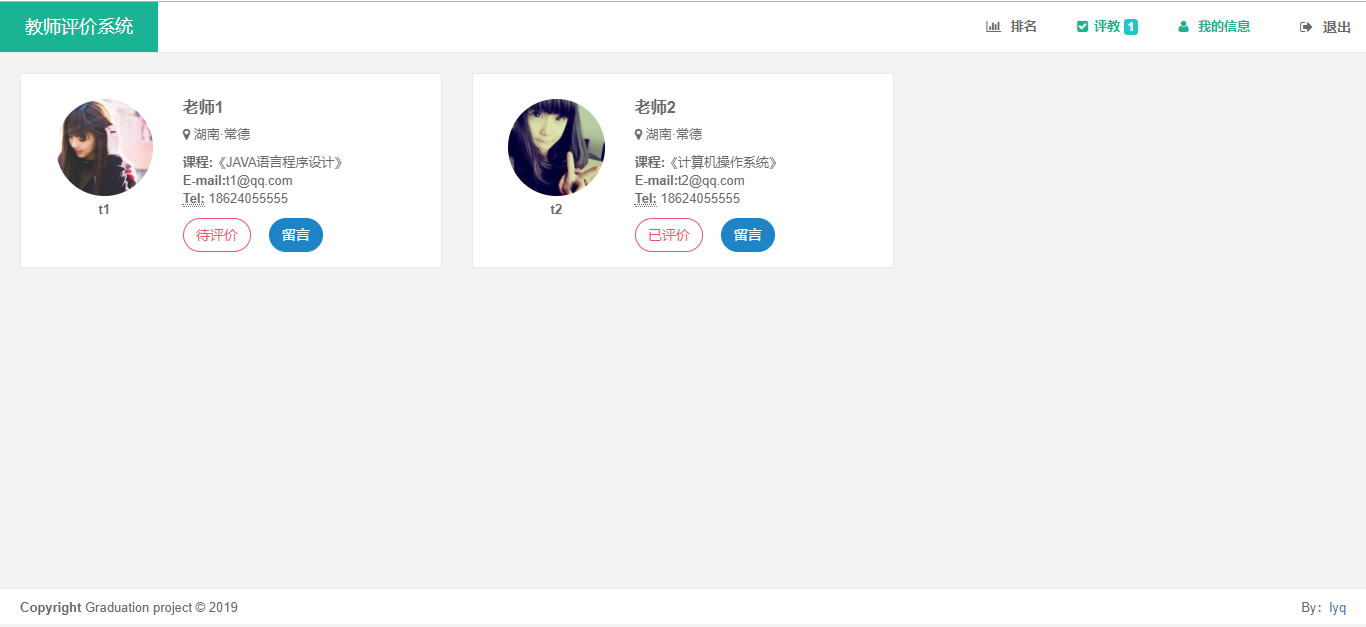 教师评价系统 排名 评教 1 我的信息 退出
老师1
湖南·常德
课程:《JAVA语言程序设计》
E-mail:t1@qq.com
Tel: 18624055555
t1
待评价 留言
老师2
湖南·常德
课程:《计算机操作系统》
E-mail:t2@qq.com
Tel: 18624055555
t2
已评价 留言
Copyright Graduation project © 2019 By：lyq